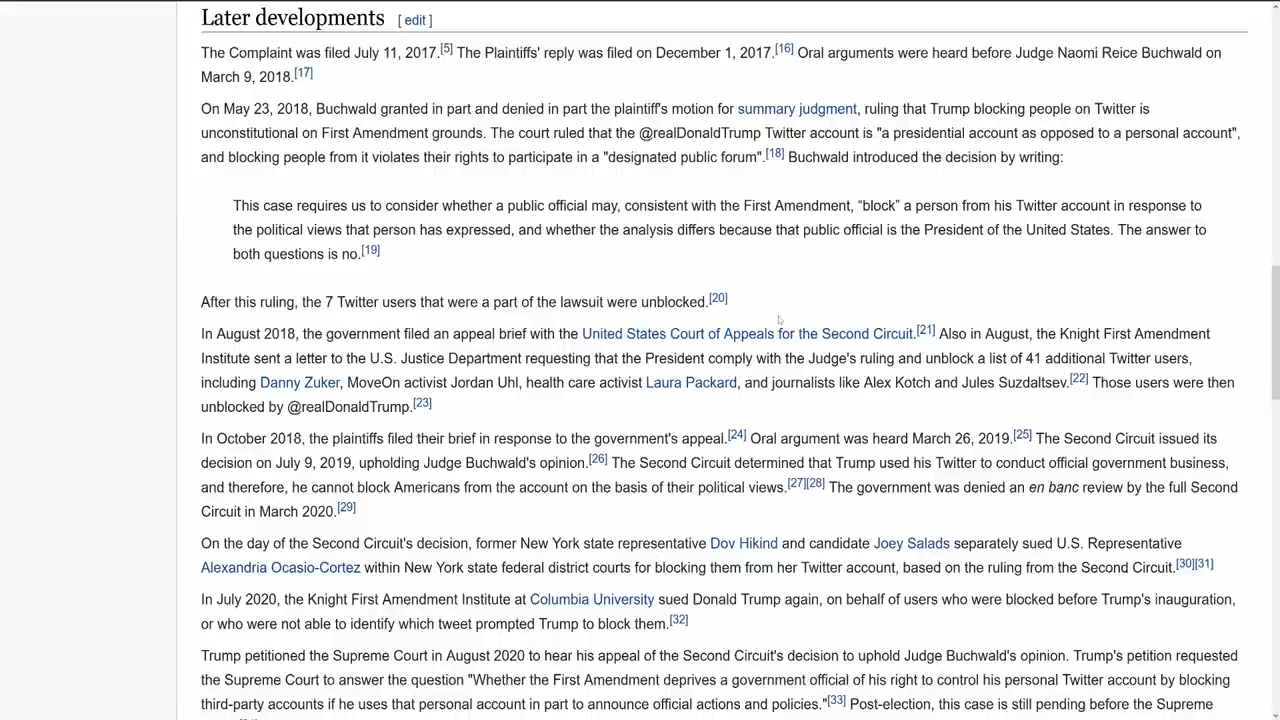 Later developments [ edit ]
The Complaint was filed July 11, 2017.[5] The Plaintiffs' reply was filed on December 1, 2017.[16] Oral arguments were heard before Judge Naomi Reice Buchwald on
March 9, 2018.[17]
On May 23, 2018, Buchwald granted in part and denied in part the plaintiff's motion for summary judgment, ruling that Trump blocking people on Twitter is
unconstitutional on First Amendment grounds. The court ruled that the @realDonaldTrump Twitter account is "a presidential account as opposed to a personal account",
and blocking people from it violates their rights to participate in a "designated public forum".[18] Buchwald introduced the decision by writing:
This case requires us to consider whether a public official may, consistent with the First Amendment, “block” a person from his Twitter account in response to
the political views that person has expressed, and whether the analysis differs because that public official is the President of the United States. The answer to
both questions is no.[19]
After this ruling, the 7 Twitter users that were a part of the lawsuit were unblocked.[20]
In August 2018, the government filed an appeal brief with the United States Court of Appeals for the Second Circuit.[21] Also in August, the Knight First Amendment
Institute sent a letter to the U.S. Justice Department requesting that the President comply with the Judge's ruling and unblock a list of 41 additional Twitter users,
including Danny Zuker, MoveOn activist Jordan Uhl, health care activist Laura Packard, and journalists like Alex Kotch and Jules Suzdaltsev.[22] Those users were then
unblocked by @realDonaldTrump.[23]
In October 2018, the plaintiffs filed their brief in response to the government's appeal.[24] Oral argument was heard March 26, 2019.[25] The Second Circuit issued its
decision on July 9, 2019, upholding Judge Buchwald's opinion.[26] The Second Circuit determined that Trump used his Twitter to conduct official government business,
and therefore, he cannot block Americans from the account on the basis of their political views.[27][28] The government was denied an en banc review by the full Second
Circuit in March 2020.[29]
On the day of the Second Circuit's decision, former New York state representative Dov Hikind and candidate Joey Salads separately sued U.S. Representative
Alexandria Ocasio-Cortez within New York state federal district courts for blocking them from her Twitter account, based on the ruling from the Second Circuit.[30][31]
In July 2020, the Knight First Amendment Institute at Columbia University sued Donald Trump again, on behalf of users who were blocked before Trump's inauguration,
or who were not able to identify which tweet prompted Trump to block them.[32]
Trump petitioned the Supreme Court in August 2020 to hear his appeal of the Second Circuit's decision to uphold Judge Buchwald's opinion. Trump's petition requested
the Supreme Court to answer the question "Whether the First Amendment deprives a government official of his right to control his personal Twitter account by blocking
third-party accounts if he uses that personal account in part to announce official actions and policies."[33] Post-election, this case is still pending before the Supreme